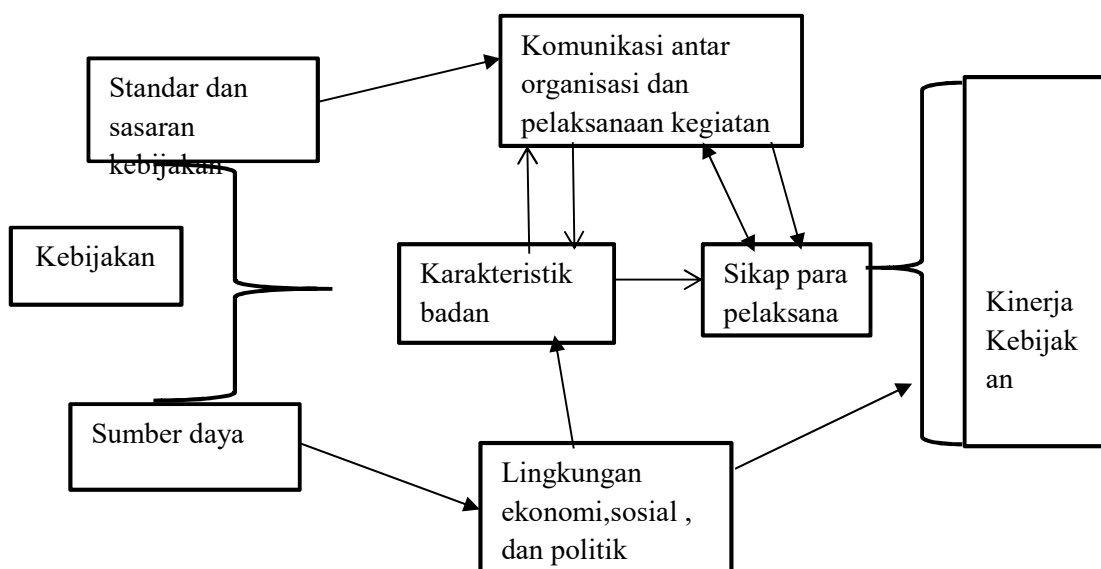 Standar dan
sasaran
kebijakan
Komunikasi antar
organisasi dan
pelaksanaan kegiatan
Kebijakan
Karakteristik
badan
Sikap para
pelaksana
Kinerja
Kebijak
an
Sumber daya
Lingkungan
ekonomi,sosial ,
dan politik